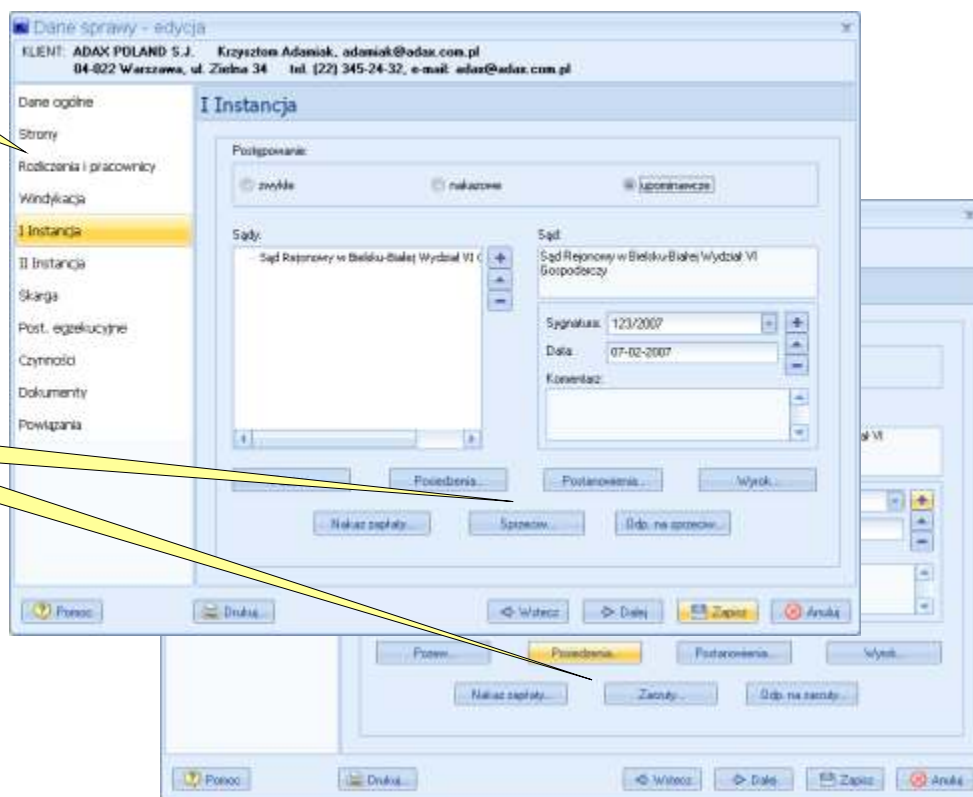 Dane sprawy - edycja
KLIENT: ADAX POLAND S.J. Krzysztom Adamiak, adamiak@adax.com.pl
04-022 Warszawa, ul. Zielna 34 tel. (22) 345-24-32, e-mail: adax@adax.com.pl
Dane ogólne
Strony
Rozliczenia i pracownicy
Windykacja
I Instancja
II Instancja
Skarga
Post. egzekucyjne
Czynności
Dokumenty
Powiązania
I Instancja
Postępowanie:
zwykłe nakazowe upominawcze
Sądy:
Sąd Rejonowy w Bielsku-Białej Wydział VI G
Sąd:
Sąd Rejonowy w Bielsku-Białej Wydział VI
Gospodarczy
Sygnatura: 123/2007
Data: 07-02-2007
Komentarz:
Posiedzenia... Postanowienia... Wyrok...
Nakaz zapłaty... Sprzeciw... Odp. na sprzeciw...
Pomoc Drukuj... Wstecz Dalej Zapisz Anuluj
ał VI
Pozew... Posiedzenia... Postanowienia... Wyrok...
Nakaz zapłaty... Zarzuty... Odp. na zarzuty...
Pomoc Drukuj... Wstecz Dalej Zapisz Anuluj